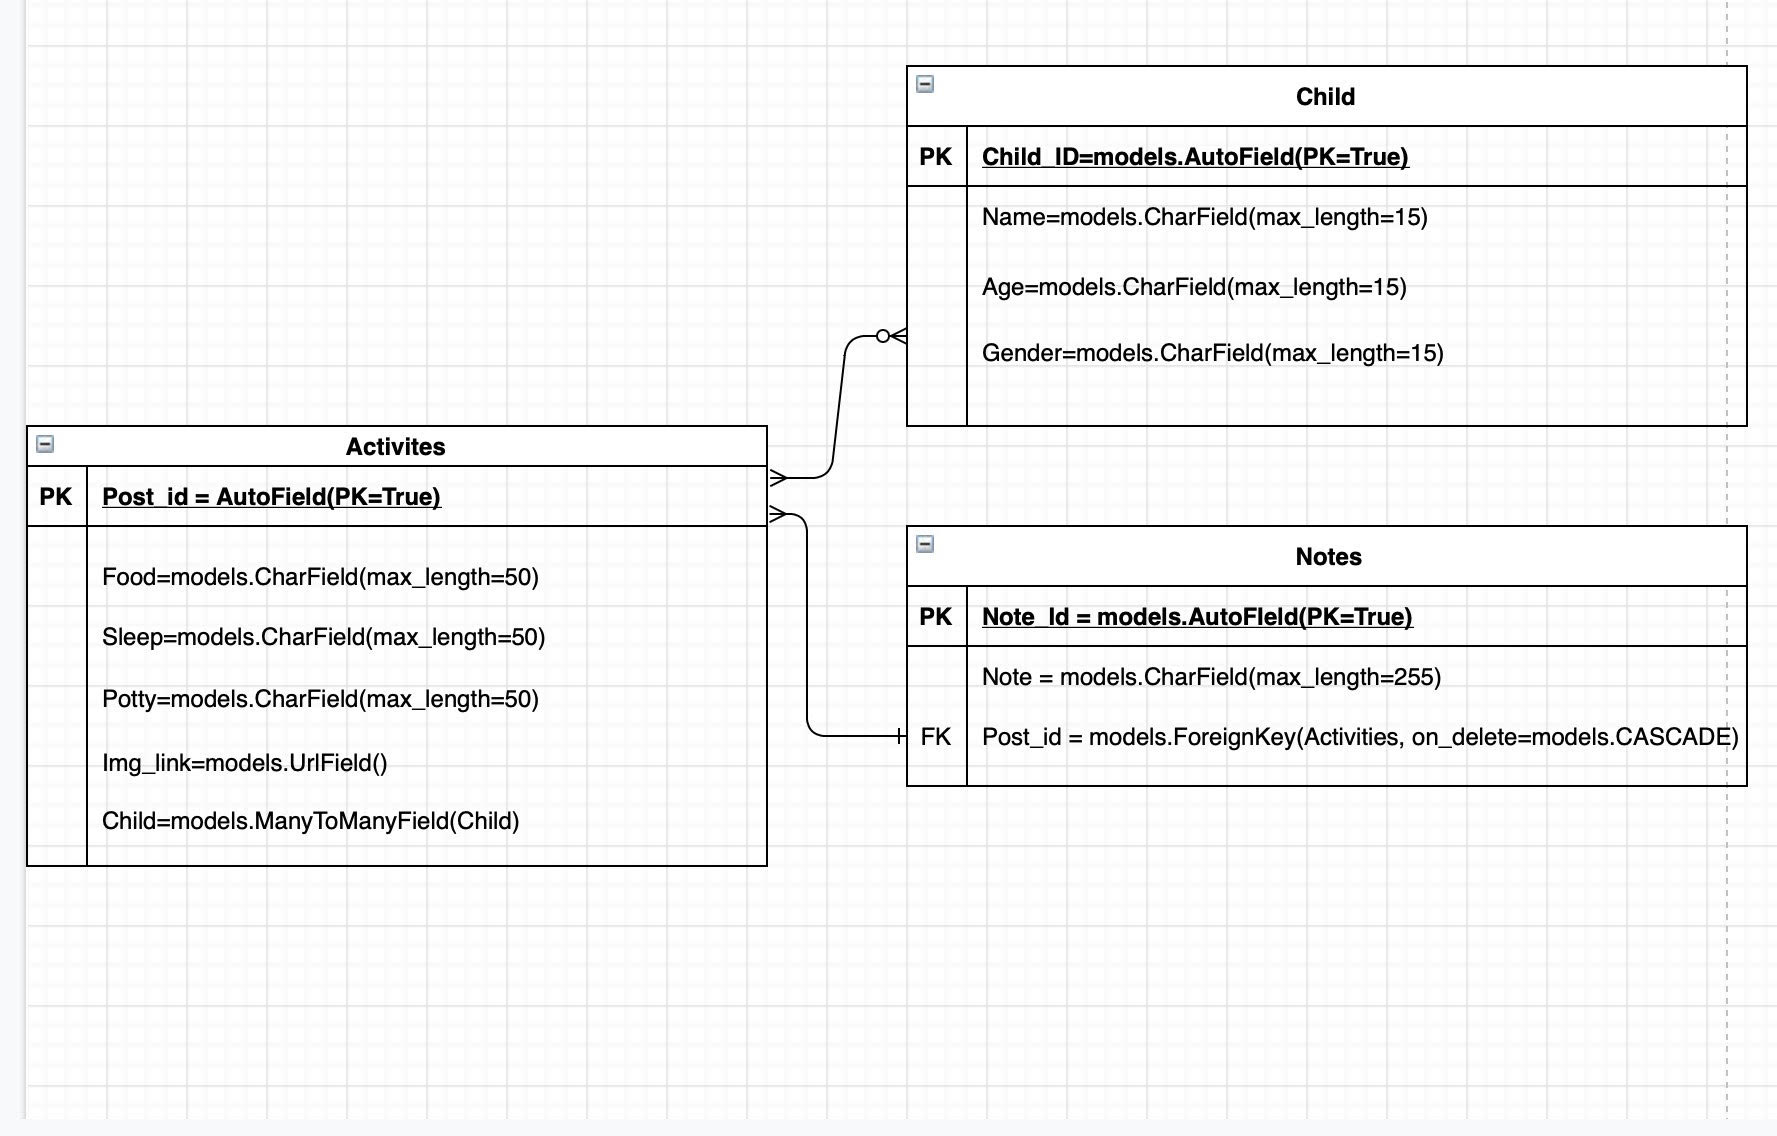 Child
PK Child_ID=models.AutoField(PK=True)
Name=models.CharField(max_length=15)
Age=models.CharField(max_length=15)
Gender=models.CharField(max_length=15)
Activites
PK Post_id = AutoField(PK=True)
Food=models.CharField(max_length=50)
Sleep=models.CharField(max_length=50)
Potty=models.CharField(max_length=50)
Img_link=models.UrlField()
Child=models.ManyToManyField(Child)
Notes
PK Note_Id = models.AutoFIeld(PK=True)
Note = models.CharField(max_length=255)
FK Post_id = models.ForeignKey(Activities, on_delete=models.CASCADE)